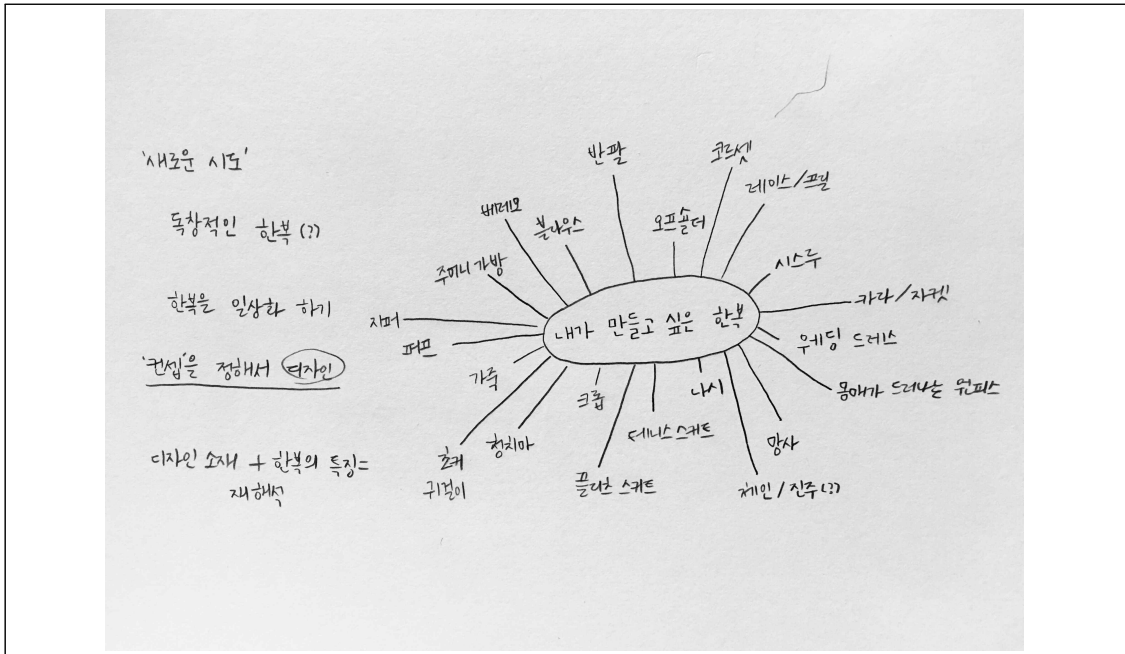 '새로운 시도'
독창적인 한복 (??)
한복을 일상화 하기
'컨셉'을 정해서 디자인
디자인 소재 + 한복의 특징=
재해석
내가 만들고 싶은 한복
반팔
코르셋
레이스/프릴
오프숄더
시스루
카라/자켓
웨딩 드레스
몸매가 드러나는 원피스
망사
체인/진주(?)
나시
테니스 스커트
플리츠 스커트
크롭
청치마
초커
귀걸이
가죽
퍼프
지퍼
주머니 가방
베레모
블라우스